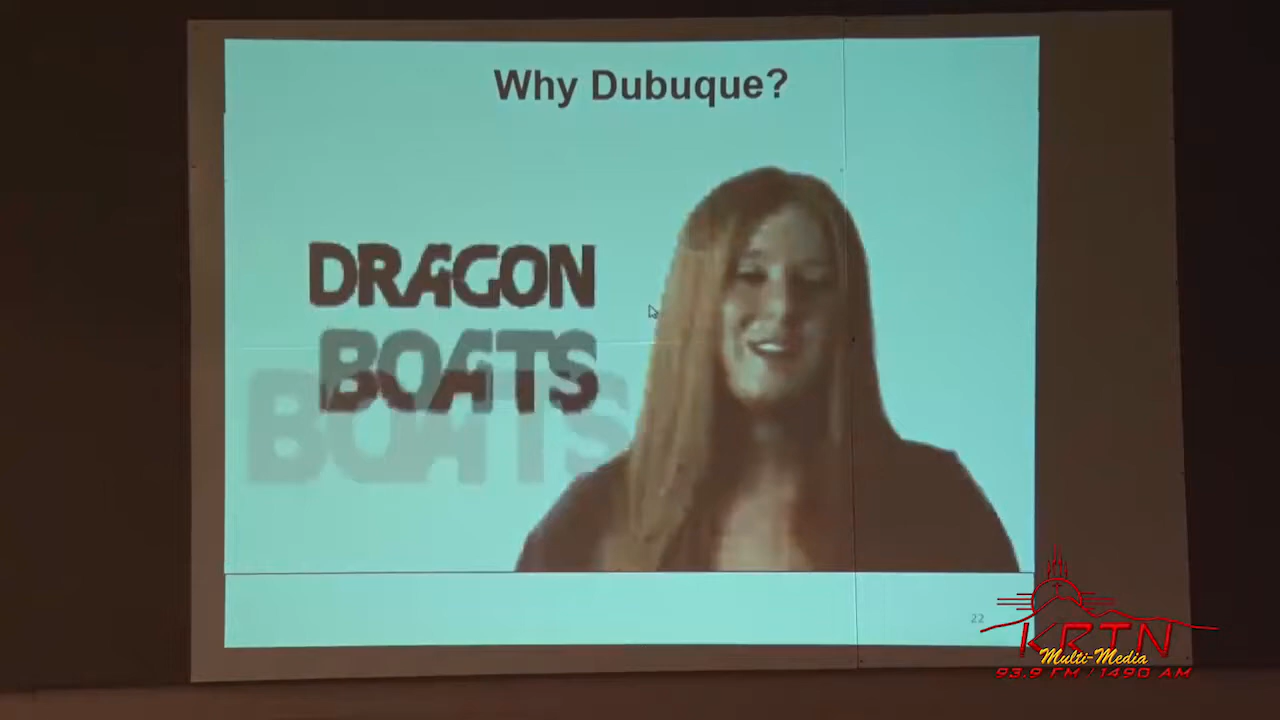 Why Dubuque?
DRAGON
BOATS
BOATS
22
KRTN
Multi-Media
93.9 FM / 1490 AM